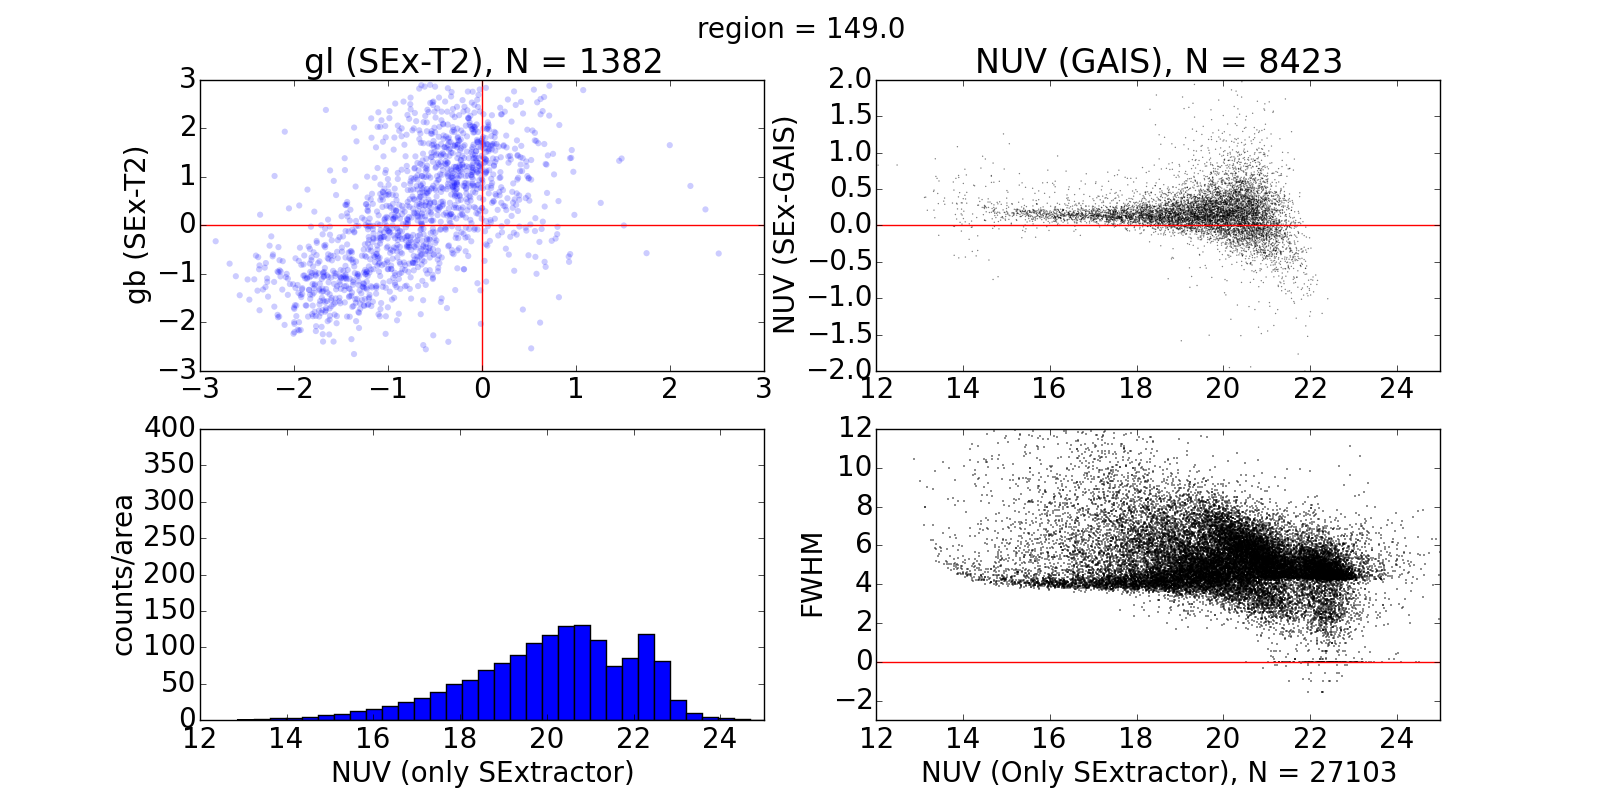 region = 149.0
gl (SEx-T2), N = 1382
NUV (GAIS), N = 8423
3
2
1
0
−1
−2
−3
gb (SEx-T2)
−3 −2 −1 0 1 2 3
2.0
1.5
1.0
0.5
0.0
−0.5
−1.0
−1.5
−2.0
NUV (SEx-GAIS)
12 14 16 18 20 22 24
400
350
300
250
200
150
100
50
0
counts/area
12 14 16 18 20 22 24
NUV (only SExtractor)
12
10
8
6
4
2
0
−2
FWHM
12 14 16 18 20 22 24
NUV (Only SExtractor), N = 27103